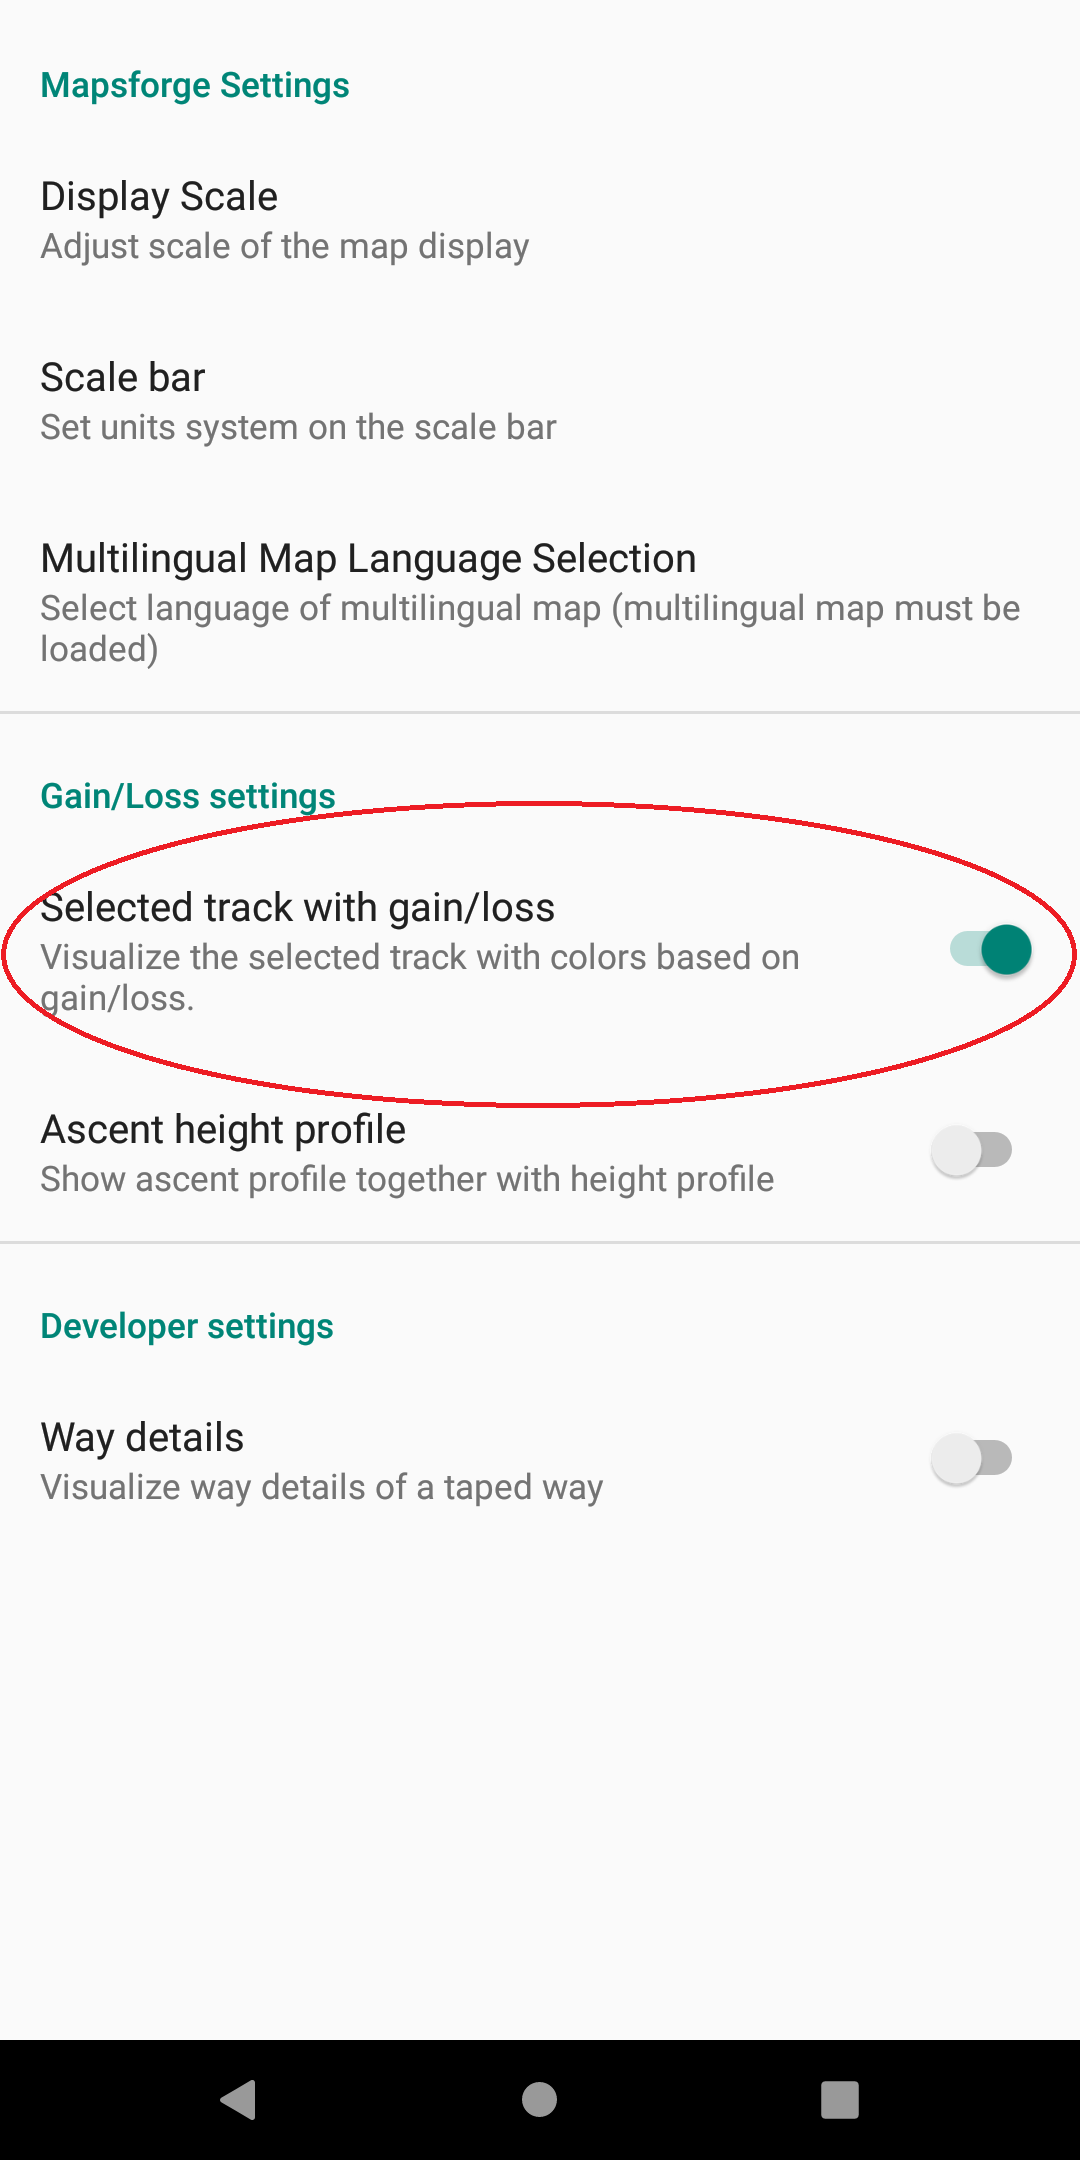 Mapsforge Settings
Display Scale
Adjust scale of the map display
Scale bar
Set units system on the scale bar
Multilingual Map Language Selection
Select language of multilingual map (multilingual map must be
loaded)
Gain/Loss settings
Selected track with gain/loss
Visualize the selected track with colors based on
gain/loss.
Ascent height profile
Show ascent profile together with height profile
Developer settings
Way details
Visualize way details of a taped way